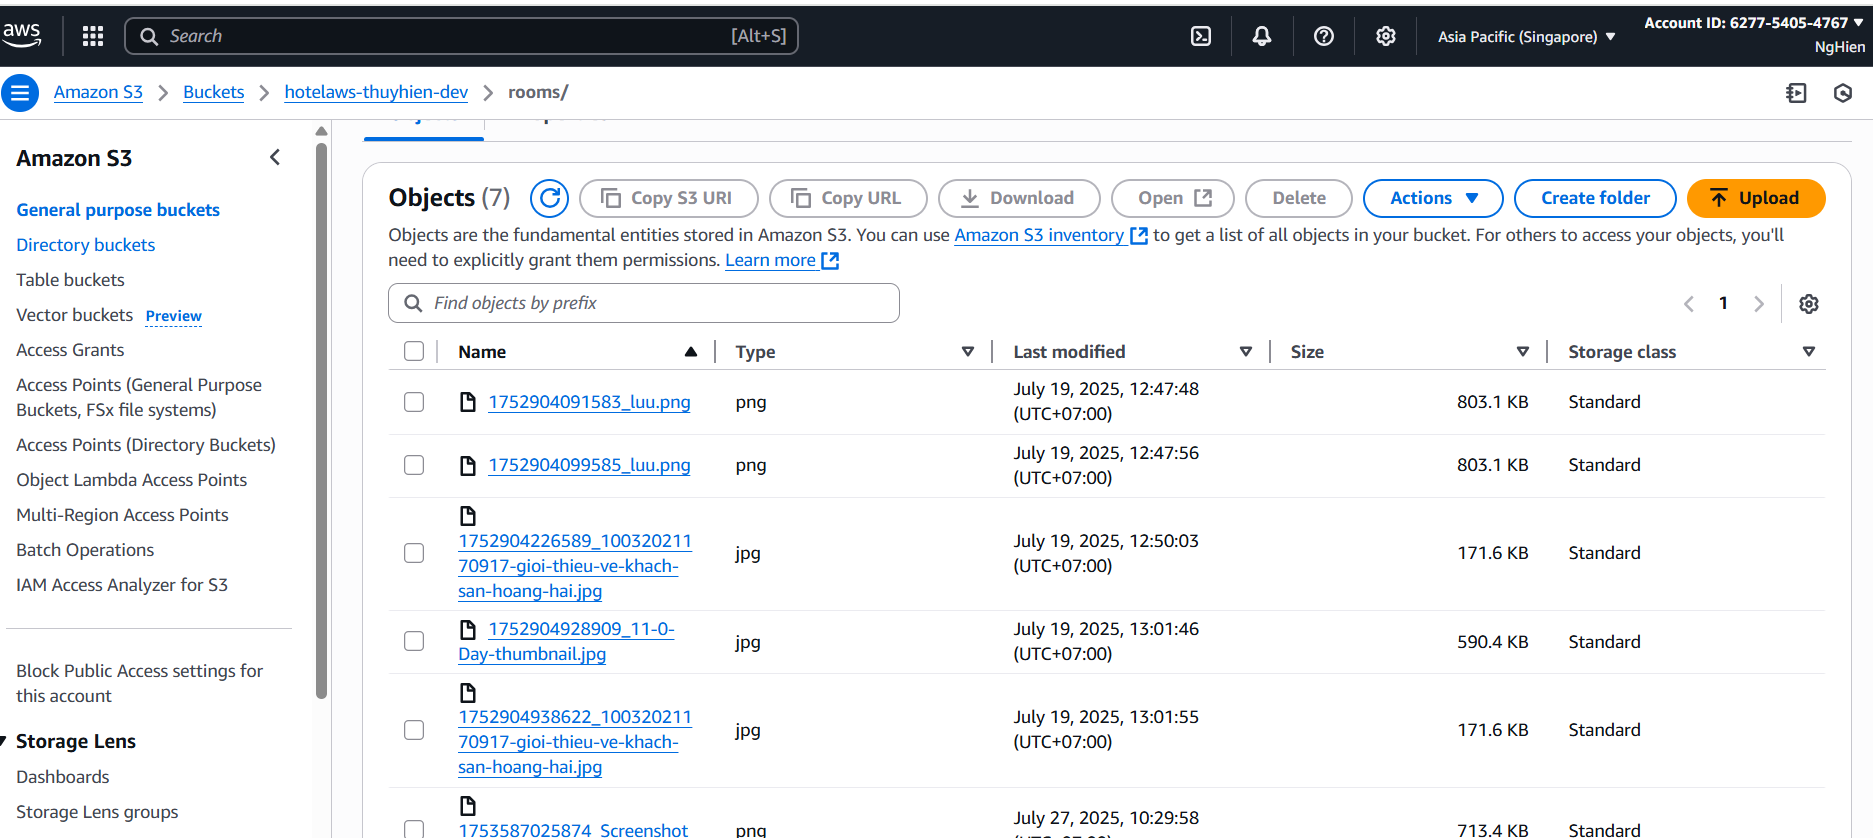 aws
Search [Alt+S]
Asia Pacific (Singapore)
Account ID: 6277-5405-4767
NgHien
Amazon S3 > Buckets > hotelaws-thuyhien-dev > rooms/
Amazon S3
General purpose buckets
Directory buckets
Table buckets
Vector buckets Preview
Access Grants
Access Points (General Purpose
Buckets, FSx file systems)
Access Points (Directory Buckets)
Object Lambda Access Points
Multi-Region Access Points
Batch Operations
IAM Access Analyzer for S3
Block Public Access settings for
this account
Storage Lens
Dashboards
Storage Lens groups
Objects (7)
Copy S3 URI
Copy URL
Download
Open
Delete
Actions
Create folder
Upload
Objects are the fundamental entities stored in Amazon S3. You can use Amazon S3 inventory to get a list of all objects in your bucket. For others to access your objects, you'll
need to explicitly grant them permissions. Learn more
Find objects by prefix
1
Name Type Last modified Size Storage class
1752904091583_luu.png png July 19, 2025, 12:47:48 (UTC+07:00) 803.1 KB Standard
1752904099585_luu.png png July 19, 2025, 12:47:56 (UTC+07:00) 803.1 KB Standard
1752904226589_100320211
70917-gioi-thieu-ve-khach-
san-hoang-hai.jpg
jpg July 19, 2025, 12:50:03 (UTC+07:00) 171.6 KB Standard
1752904928909_11-0-
Day-thumbnail.jpg
jpg July 19, 2025, 13:01:46 (UTC+07:00) 590.4 KB Standard
1752904938622_100320211
70917-gioi-thieu-ve-khach-
san-hoang-hai.jpg
jpg July 19, 2025, 13:01:55 (UTC+07:00) 171.6 KB Standard
1753587025874_Screenshot
png July 27, 2025, 10:29:58 713.4 KB Standard